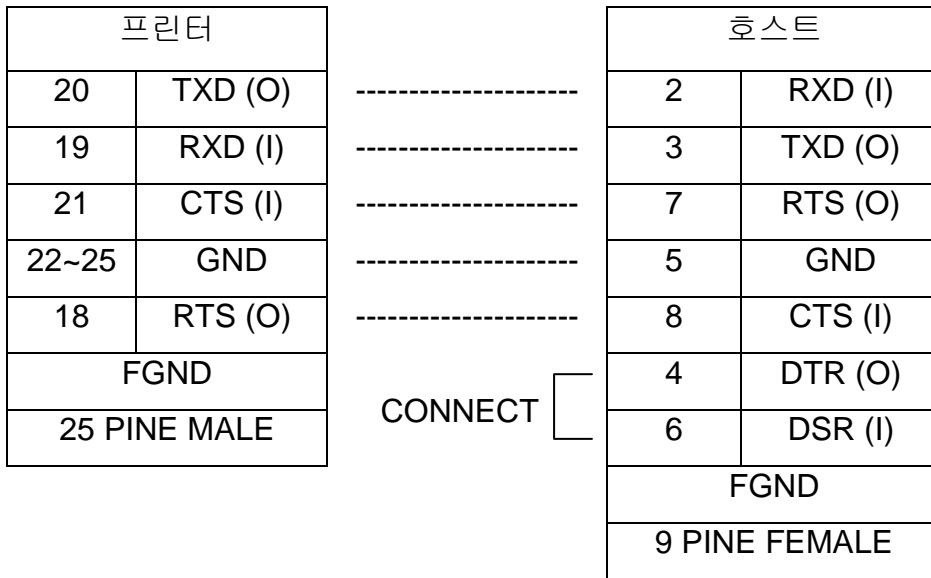 프린터 호스트
20 TXD (O) --------------------- 2 RXD (I)
19 RXD (I) --------------------- 3 TXD (O)
21 CTS (I) --------------------- 7 RTS (O)
22~25 GND --------------------- 5 GND
18 RTS (O) --------------------- 8 CTS (I)
FGND 4 DTR (O)
CONNECT
25 PINE MALE 6 DSR (I)
FGND
9 PINE FEMALE